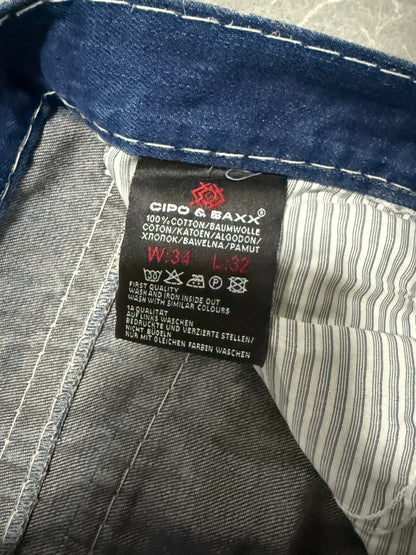 CIPO & BAXX®
100% COTTON/BAUMWOLLE
COTON/KATOEN/ALGODON/
ХЛОПОК/BAWELNA/PAMUT
W:34 L:32
P
FIRST QUALITY
WASH AND IRON INSIDE OUT
WASH WITH SIMILAR COLOURS
1A QUALITÄT
AUF LINKS WASCHEN
BEDRUCKTE UND VERZIERTE STELLEN/
NICHT BÜGELN
NUR MIT GLEICHEN FARBEN WASCHEN